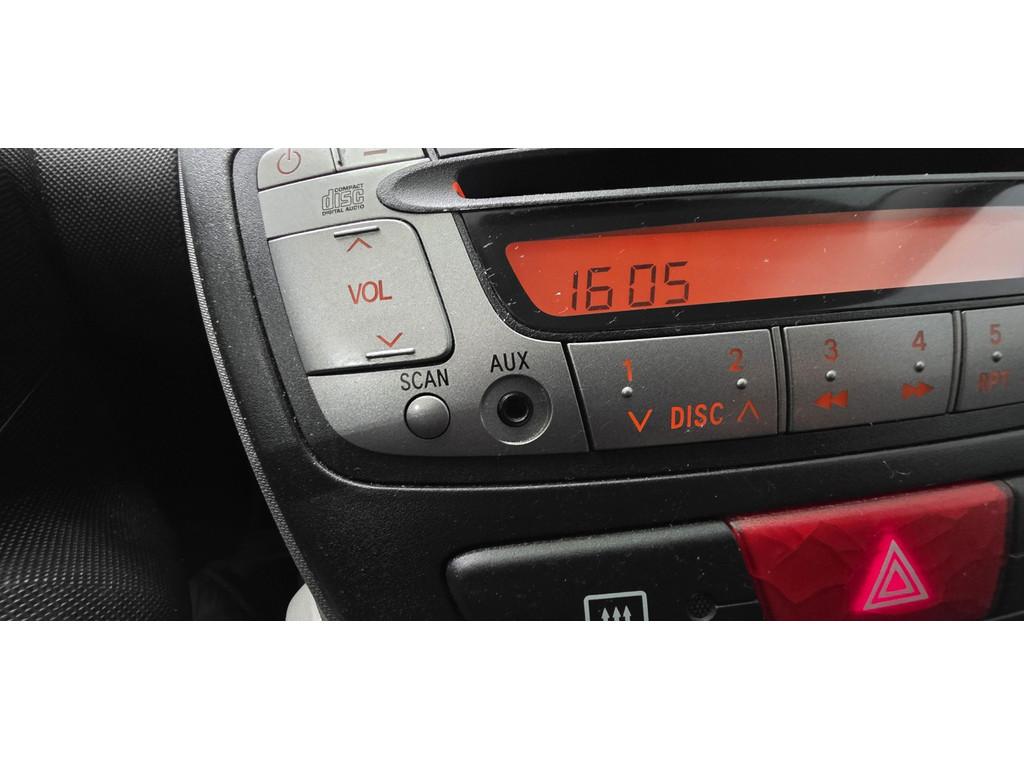 COMPACT
disc
DIGITAL AUDIO
VOL
1605
SCAN
AUX
1
2
DISC
3
4
5
RPT